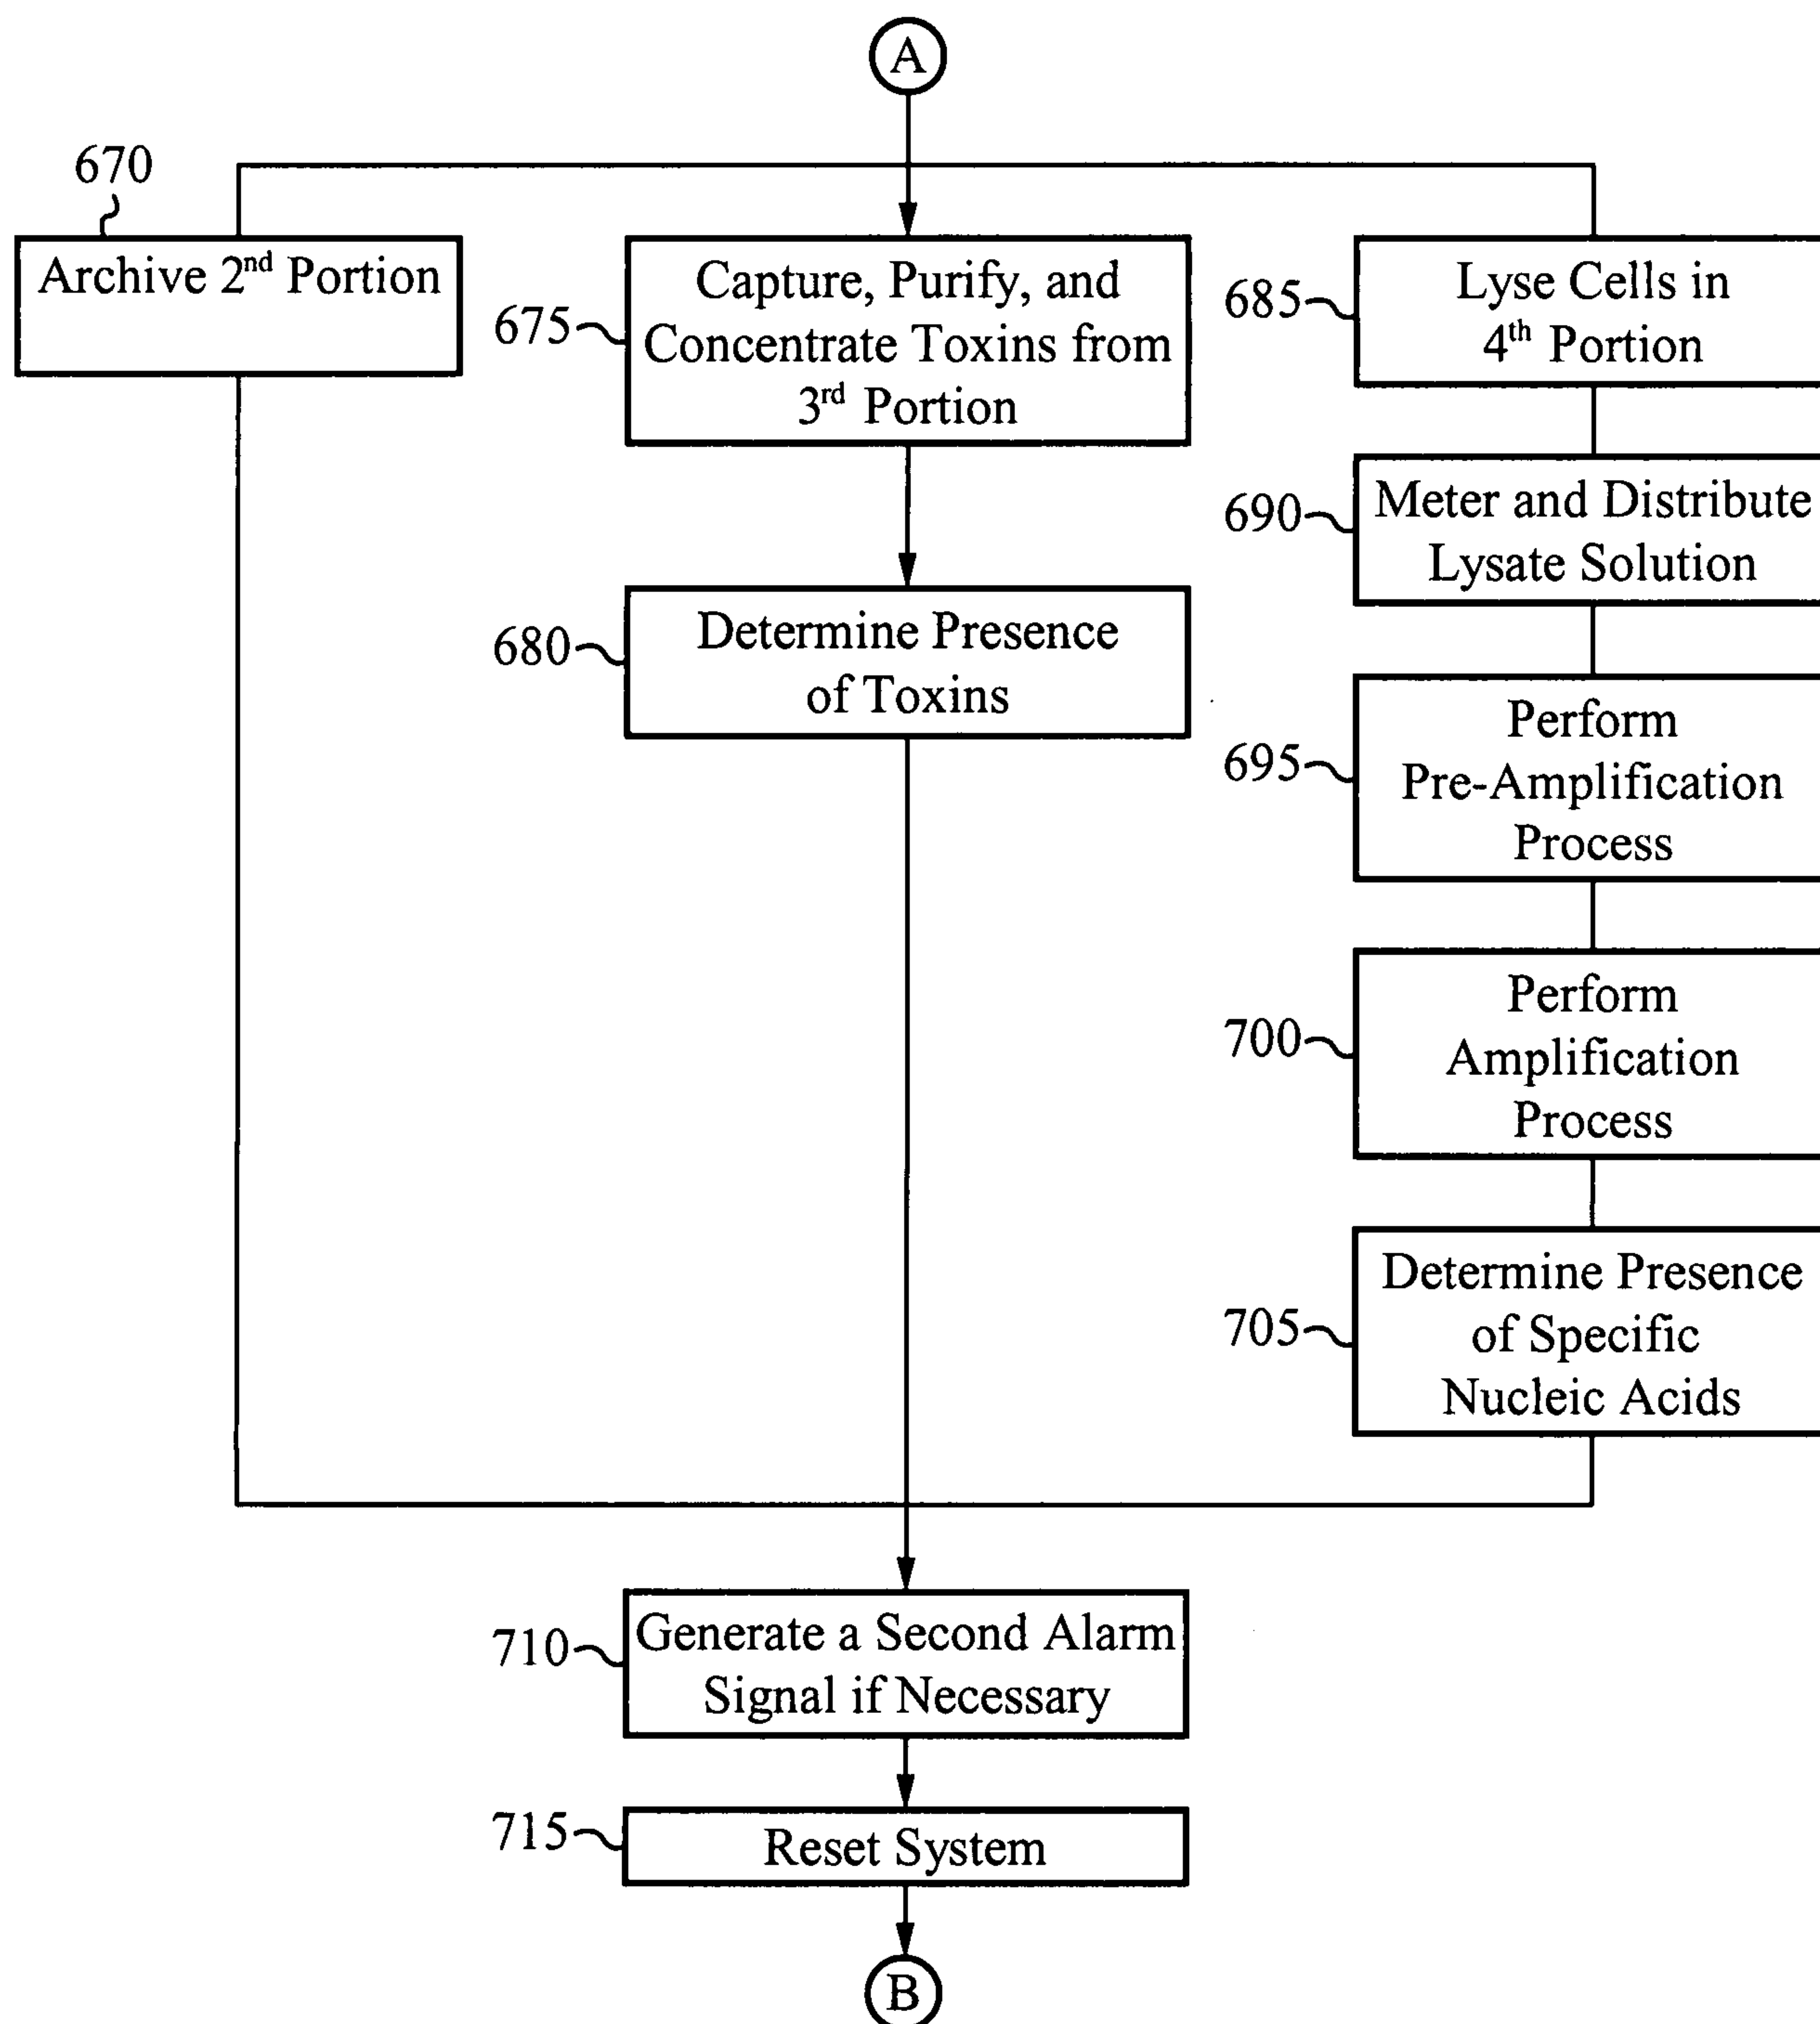 A
670
Archive 2nd Portion
675
Capture, Purify, and
Concentrate Toxins from
3rd Portion
680
Determine Presence
of Toxins
685
Lyse Cells in
4th Portion
690
Meter and Distribute
Lysate Solution
695
Perform
Pre-Amplification
Process
700
Perform
Amplification
Process
705
Determine Presence
of Specific
Nucleic Acids
710
Generate a Second Alarm
Signal if Necessary
715
Reset System
B